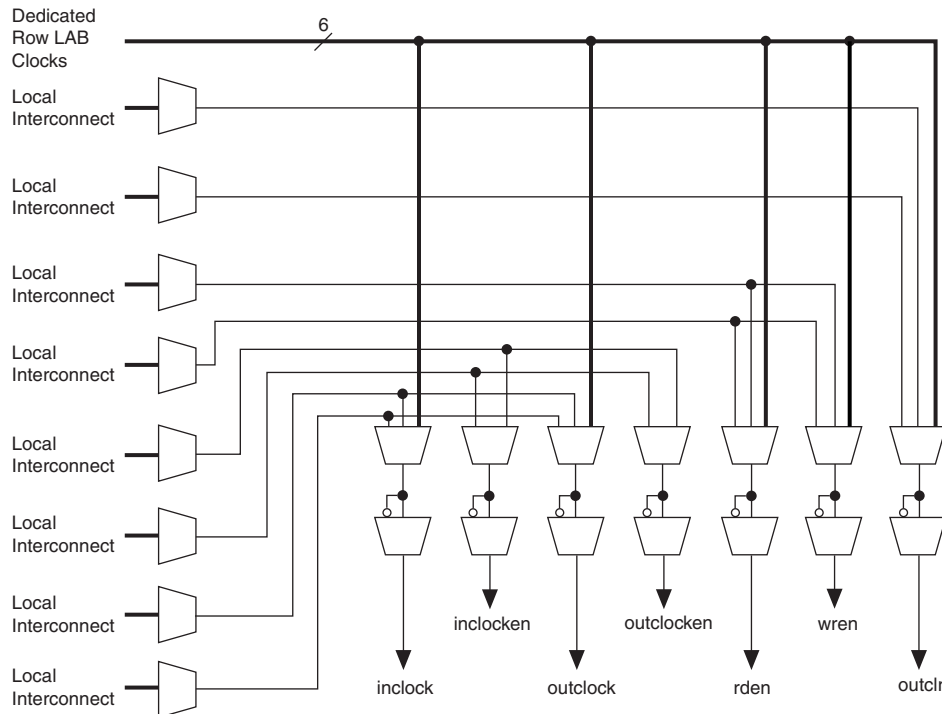 Dedicated
Row LAB
Clocks
6
Local
Interconnect
Local
Interconnect
Local
Interconnect
Local
Interconnect
Local
Interconnect
Local
Interconnect
Local
Interconnect
Local
Interconnect
inclocken
outclocken
wren
inclock
outclock
rden
outclr